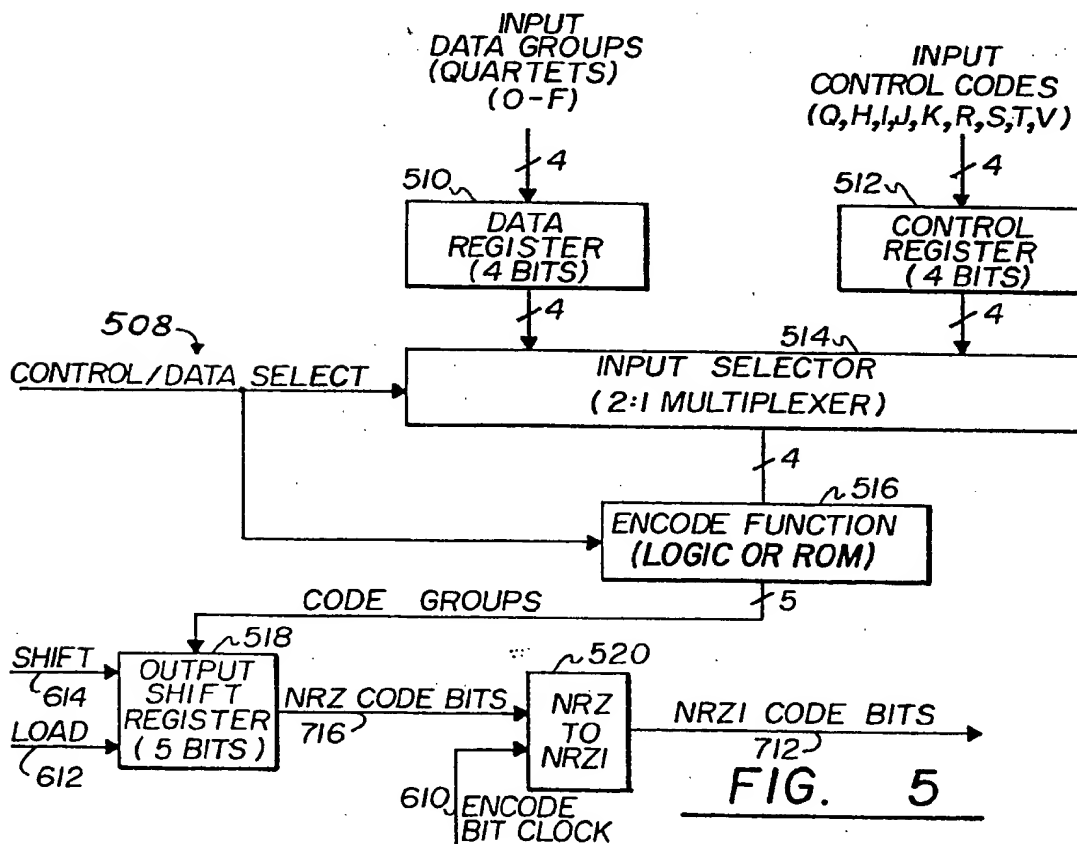 INPUT
DATA GROUPS
(QUARTETS)
(0-F)
INPUT
CONTROL CODES
(Q,H,I,J,K,R,S,T,V)
4
4
510
512
DATA
REGISTER
(4 BITS)
CONTROL
REGISTER
(4 BITS)
4
4
508
514
CONTROL/DATA SELECT
INPUT SELECTOR
(2:1 MULTIPLEXER)
4
516
ENCODE FUNCTION
(LOGIC OR ROM)
5
CODE GROUPS
518
520
SHIFT
614
LOAD
612
OUTPUT
SHIFT
REGISTER
(5 BITS)
NRZ CODE BITS
716
NRZ
TO
NRZI
NRZI CODE BITS
712
610
ENCODE
BIT CLOCK
FIG. 5